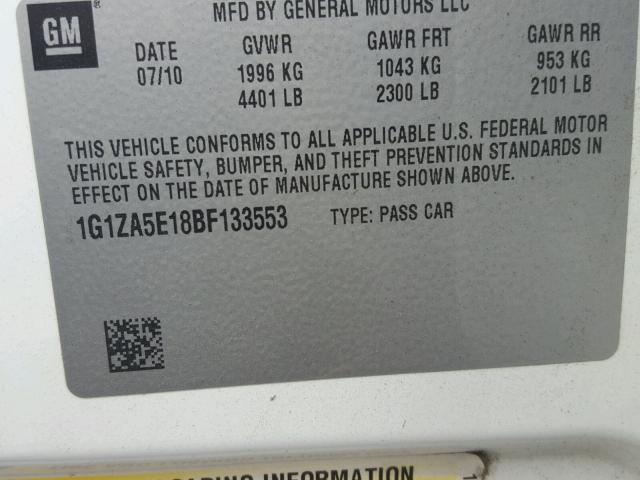 MFD BY GENERAL MOTORS LLC
GM ®
DATE GVWR GAWR FRT GAWR RR
07/10 1996 KG 1043 KG 953 KG
4401 LB 2300 LB 2101 LB
THIS VEHICLE CONFORMS TO ALL APPLICABLE U.S. FEDERAL MOTOR
VEHICLE SAFETY, BUMPER, AND THEFT PREVENTION STANDARDS IN
EFFECT ON THE DATE OF MANUFACTURE SHOWN ABOVE.
1G1ZA5E18BF133553 TYPE: PASS CAR
LOADING INFORMATION